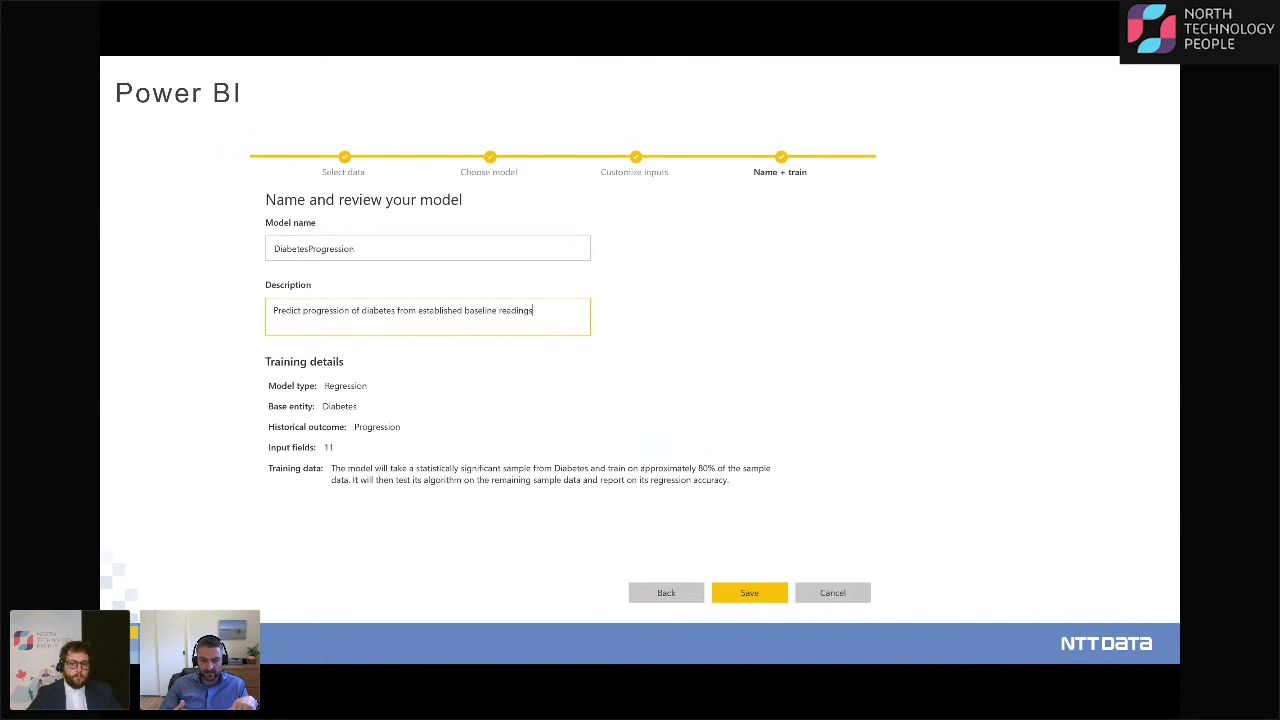 NORTH
TECHNOLOGY
PEOPLE
Power BI
Select data
Choose model
Customize inputs
Name + train
Name and review your model
Model name
DiabetesProgression
Description
Predict progression of diabetes from established baseline readings
Training details
Model type: Regression
Base entity: Diabetes
Historical outcome: Progression
Input fields: 11
Training data: The model will take a statistically significant sample from Diabetes and train on approximately 80% of the sample
data. It will then test its algorithm on the remaining sample data and report on its regression accuracy.
Back
Save
Cancel
NORTH
TECHNOLOGY
PEOPLE
NTT DATA